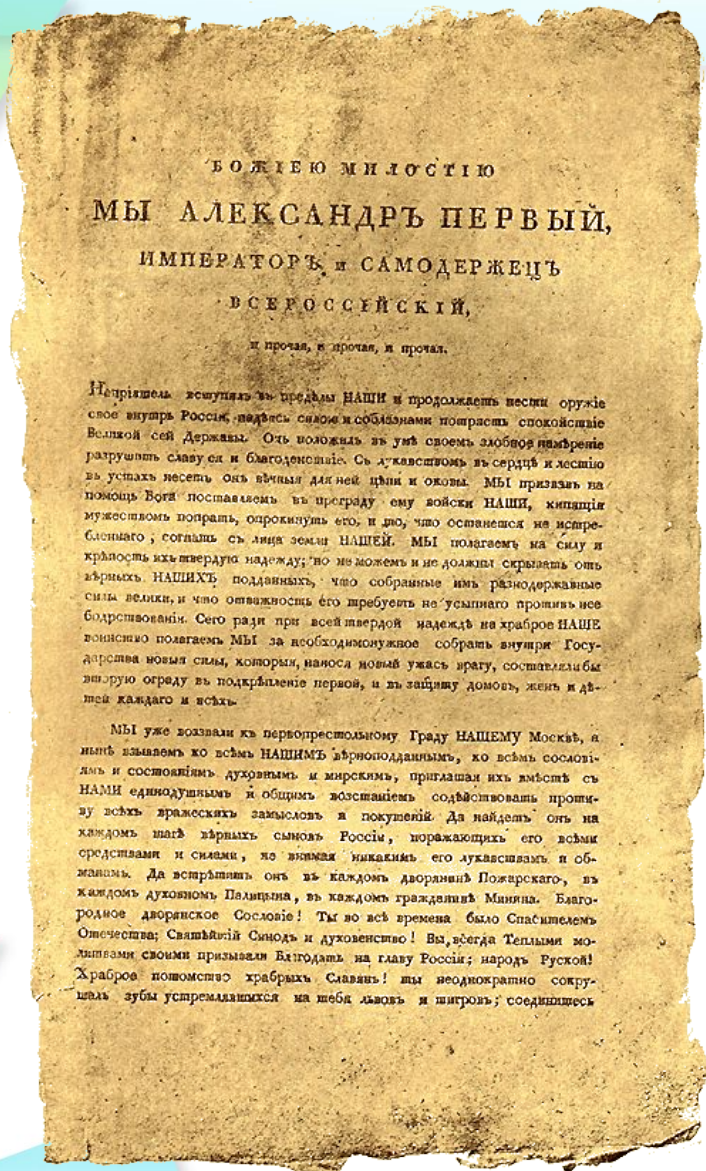 БОЖІЕЮ МИЛОСТІЮ
МЫ АЛЕКСАНДРЪ ПЕРВЫЙ,
ИМПЕРАТОРЪ и САМОДЕРЖЕЦЪ
ВСЕРОССІЙСКІЙ,
и прочая, и прочая, и прочая.
Непріятель вступилъ въ предѣлы НАШИ и продолжаетъ нести оружіе
свое внутрь Россіи, надѣясь силою и соблазнами потрясть спокойствіе
Великой сей Державы. Онъ положилъ въ умѣ своемъ злобное намѣреніе
разрушить славу ея и благоденствіе. Съ лукавствомъ въ сердцѣ и лестію
въ устахъ несетъ онъ вѣчныя для ней цѣпи и оковы. МЫ призвавъ на
помощь Бога поставляемъ въ преграду ему войски НАШИ, кипящія
мужествомъ попрать, опрокинуть его, и то, что останется не истре-
бленнаго, согнать съ лица земли НАШЕЙ. МЫ полагаемъ на силу и
крѣпость ихъ твердую надежду; но не можемъ и не должны скрывать отъ
вѣрныхъ НАШИХЪ подданныхъ, что собранные имъ разнодержавные
силы велики, и что отважность его требуетъ не усыпнаго противъ нее
бодрствованія. Сего ради при всей твердой надеждѣ на храброе НАШЕ
воинство полагаемъ МЫ за необходимонужное собрать внутри Госу-
дарства новыя силы, которыя, нанося новый ужасъ врагу, составляли бы
вторую ограду въ подкрѣпленіе первой, и въ защиту домовъ, женъ и дѣ-
тей каждаго и всѣхъ.
МЫ уже воззвали къ первопрестольному Граду НАШЕМУ Москвѣ, а
нынѣ взываемъ ко всѣмъ НАШИМЪ вѣрноподданнымъ, ко всѣмъ сослові-
ямъ и состояніямъ духовнымъ и мирскимъ, приглашая ихъ вмѣстѣ съ
НАМИ единодушнымъ и общимъ возстаніемъ содѣйствовать проти-
ву всѣхъ вражескихъ замысловъ и покушеній. Да найдетъ онъ на
каждомъ шагѣ вѣрныхъ сыновъ Россіи, поражающихъ его всѣми
средствами и силами, не внимая никакимъ его лукавствамъ и об-
манамъ. Да встрѣтитъ онъ въ каждомъ дворянинѣ Пожарскаго, въ
каждомъ духовномъ Палицына, въ каждомъ гражданинѣ Минина. Благо-
родное дворянское Сословіе! Ты во всѣ времена было Спасителемъ
Отечества; Святѣйшій Синодъ и духовенство! Вы, всегда Теплыми мо-
литвами своими призывали Благодать на главу Россіи; народъ Руской!
Храброе потомство храбрыхъ Славянъ! ты неоднократно сокру-
шалъ зубы устремлявшихся на тебя львовъ и тигровъ; соединитесь